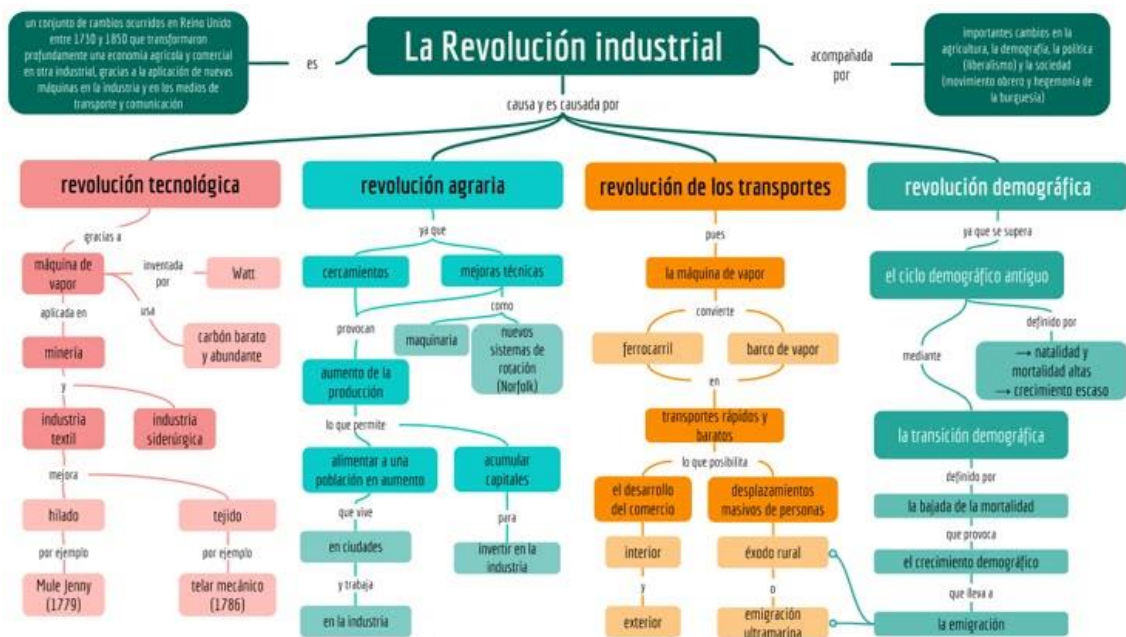 un conjunto de cambios ocurridos en Reino Unido
entre 1730 y 1850 que transformaron
profundamente una economía agrícola y comercial
en otra industrial, gracias a la aplicación de nuevas
máquinas en la industria y en los medios de
transporte y comunicación
es
La Revolución industrial
acompañada
por
importantes cambios en la
agricultura, la demografía, la política
(liberalismo) y la sociedad
(movimiento obrero y hegemonía de
la burguesía)
causa y es causada por
revolución tecnológica
gracias a
máquina de
vapor
inventada
por
Watt
aplicada en
usa
carbón barato
y abundante
minería
y
industria
textil
industria
siderúrgica
mejora
hilado
tejido
por ejemplo
por ejemplo
Mule Jenny
(1779)
telar mecánico
(1786)
revolución agraria
ya que
cercamientos
mejoras técnicas
provocan
como
maquinaria
nuevos
sistemas de
rotación
(Norfolk)
aumento de la
producción
lo que permite
alimentar a una
población en aumento
acumular
capitales
que vive
para
en ciudades
invertir en la
industria
y trabaja
en la industria
revolución de los transportes
pues
la máquina de vapor
convierte
ferrocarril
barco de vapor
en
transportes rápidos y
baratos
lo que posibilita
el desarrollo
del comercio
desplazamientos
masivos de personas
interior
éxodo rural
y
o
exterior
emigración
ultramarina
revolución demográfica
ya que se supera
el ciclo demográfico antiguo
definido por
mediante
→ natalidad y
mortalidad altas
→ crecimiento escaso
la transición demográfica
definido por
la bajada de la mortalidad
que provoca
el crecimiento demográfico
que lleva a
la emigración